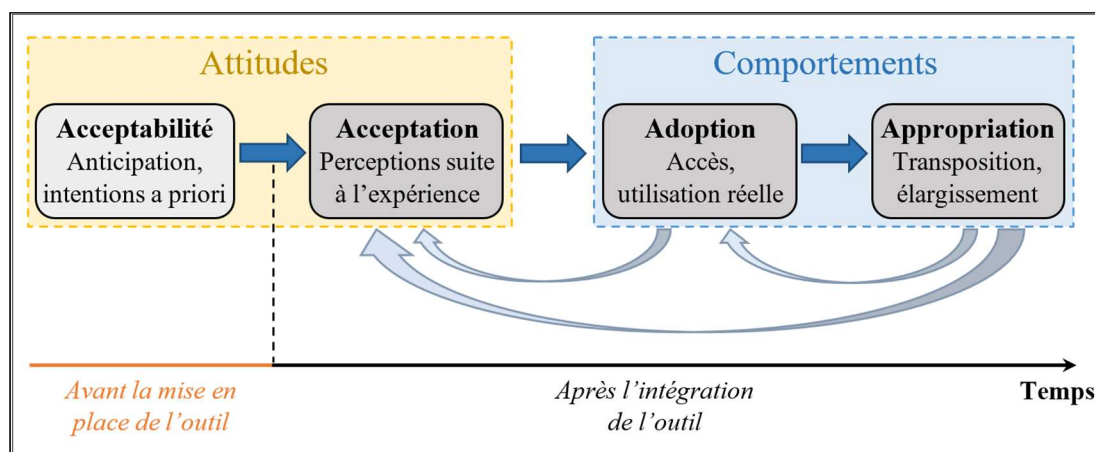 Attitudes
Comportements
Acceptabilité
Anticipation,
intentions a priori
Acceptation
Perceptions suite
à l'expérience
Adoption
Accès,
utilisation réelle
Appropriation
Transposition,
élargissement
Avant la mise en
place de l'outil
Après l'intégration
de l'outil
Temps